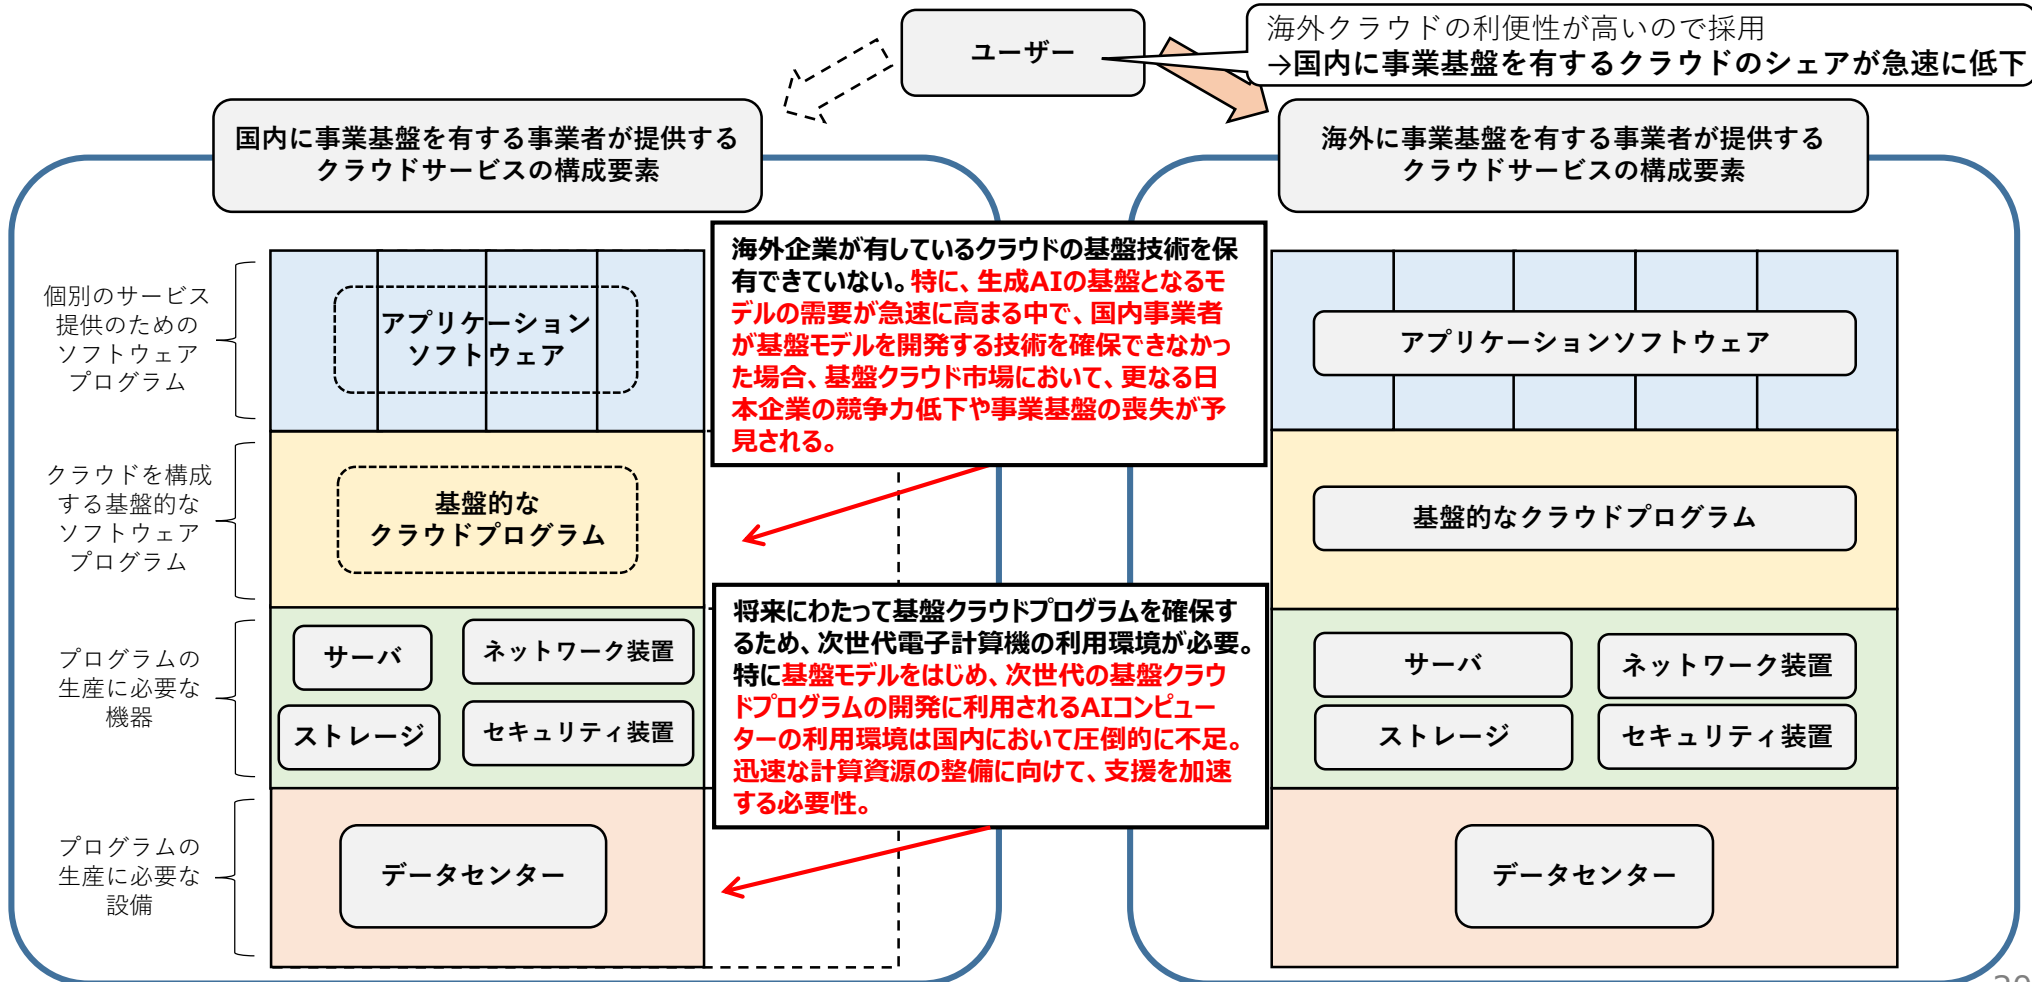 ユーザー
海外クラウドの利便性が高いので採用
→国内に事業基盤を有するクラウドのシェアが急速に低下
国内に事業基盤を有する事業者が提供する
クラウドサービスの構成要素
海外に事業基盤を有する事業者が提供する
クラウドサービスの構成要素
個別のサービス
提供のための
ソフトウェア
プログラム
アプリケーション
ソフトウェア
海外企業が有しているクラウドの基盤技術を保
有できていない。特に、生成AIの基盤となるモ
デルの需要が急速に高まる中で、国内事業者
が基盤モデルを開発する技術を確保できなかっ
た場合、基盤クラウド市場において、更なる日
本企業の競争力低下や事業基盤の喪失が予
見される。
アプリケーションソフトウェア
クラウドを構成
する基盤的な
ソフトウェア
プログラム
基盤的な
クラウドプログラム
基盤的なクラウドプログラム
プログラムの
生産に必要な
機器
サーバ
ネットワーク装置
ストレージ
セキュリティ装置
将来にわたって基盤クラウドプログラムを確保す
るため、次世代電子計算機の利用環境が必要。
特に基盤モデルをはじめ、次世代の基盤クラウ
ドプログラムの開発に利用されるAIコンピュー
ターの利用環境は国内において圧倒的に不足。
迅速な計算資源の整備に向けて、支援を加速
する必要性。
サーバ
ネットワーク装置
ストレージ
セキュリティ装置
プログラムの
生産に必要な
設備
データセンター
データセンター